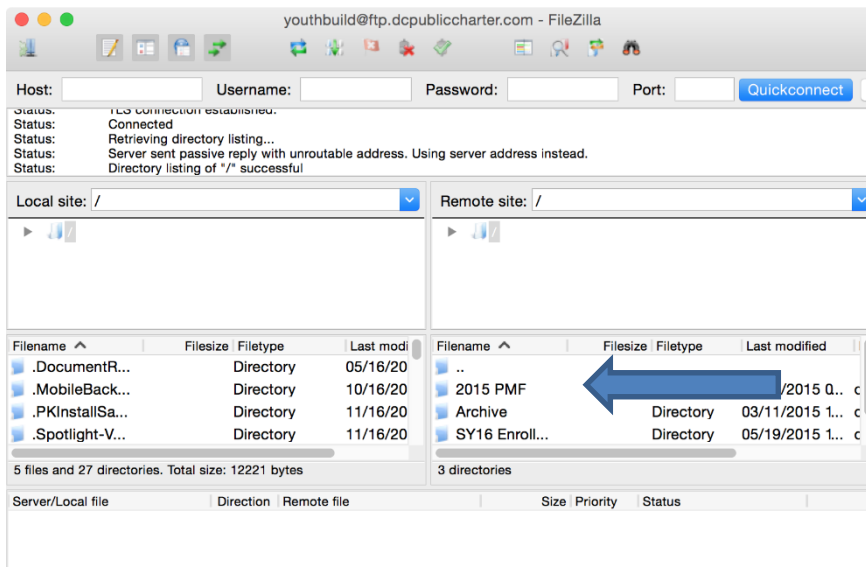 youthbuild@ftp.dcpubliccharter.com - FileZilla
Host: Username: Password: Port: Quickconnect
Status: TLS connection established.
Status: Connected
Status: Retrieving directory listing...
Status: Server sent passive reply with unroutable address. Using server address instead.
Status: Directory listing of "/" successful
Local site: / Remote site: /
/ /
Filename Filesize Filetype Last modi Filename Filesize Filetype Last modified
.DocumentR... Directory 05/16/20 ..
.MobileBack... Directory 10/16/20 2015 PMF /2015 0...
.PKInstallSa... Directory 11/16/20 Archive Directory 03/11/2015 1...
.Spotlight-V... Directory 11/16/20 SY16 Enroll... Directory 05/19/2015 1...
5 files and 27 directories. Total size: 12221 bytes 3 directories
Server/Local file Direction Remote file Size Priority Status